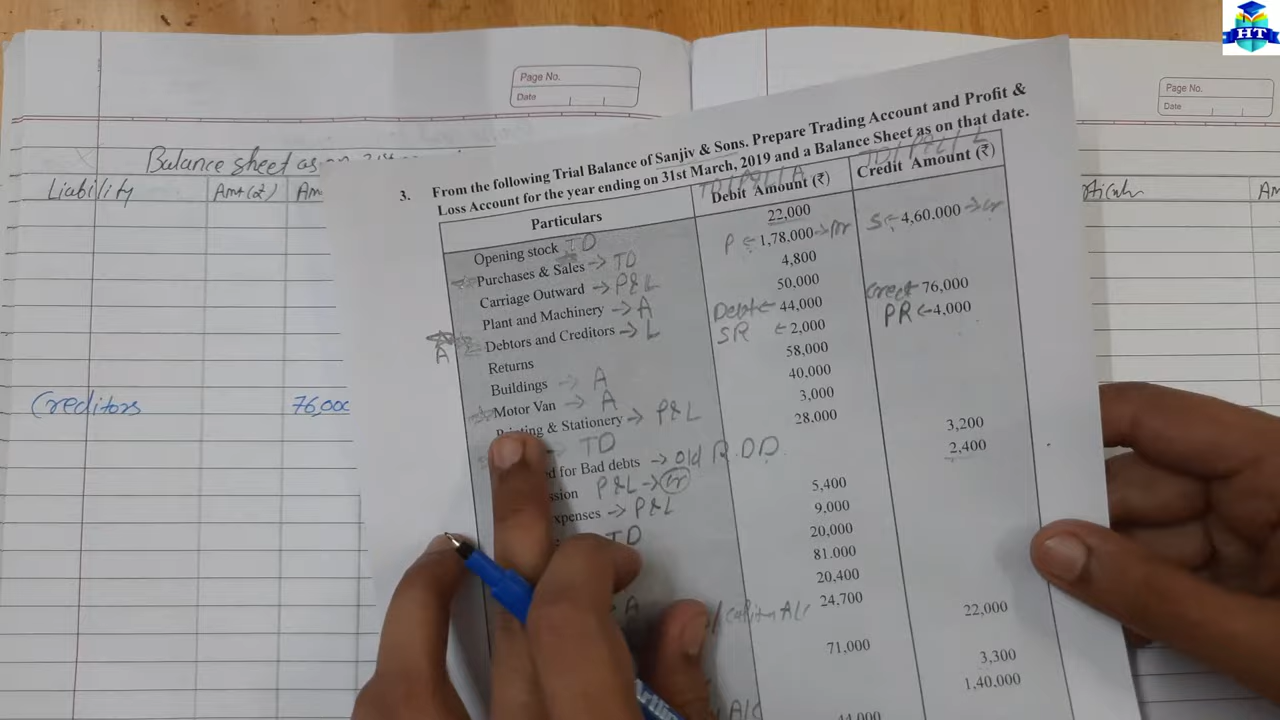 HT
Page No.
Date
Page No.
Date
Balance sheet as on
Liability Amt(₹) Am
Creditors 76,000
3. From the following Trial Balance of Sanjiv & Sons. Prepare Trading Account and Profit &
Loss Account for the year ending on 31st March, 2019 and a Balance Sheet as on that date.
Particulars Debit Amount (₹) Credit Amount (₹)
Opening stock TD 22,000
Purchases & Sales → TD P ← 1,78.000 → Dr S ← 4,60.000 → Cr
Carriage Outward → P&L 4,800
Plant and Machinery → A 50,000
A Debtors and Creditors → L Debt ← 44,000 Cred ← 76,000
Returns SR ← 2,000 PR ← 4,000
Buildings → A 58,000
Motor Van → A 40,000
Printing & Stationery → P&L 3,000
→ TD 28,000
ed for Bad debts → old R.D.D. 3,200
ssion P&L → Cr 2,400
xpenses → P&L 5,400
TD 9,000
20,000
81.000
A 20,400
Capital A/c 24,700
22,000
71,000
3,300
1,40,000
A/C 44,000